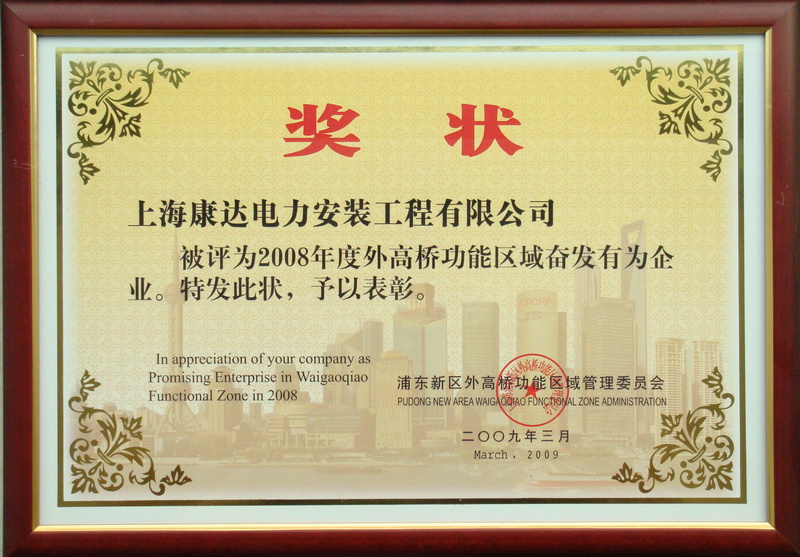 奖 状
上海康达电力安装工程有限公司
被评为2008年度外高桥功能区域奋发有为企
业。特发此状，予以表彰。
In appreciation of your company as
Promising Enterprise in Waigaoqiao
Functional Zone in 2008
浦东新区外高桥功能区域管理委员会
PUDONG NEW AREA WAIGAOQIAO FUNCTIONAL ZONE ADMINISTRATION
二〇〇九年三月
March , 2009